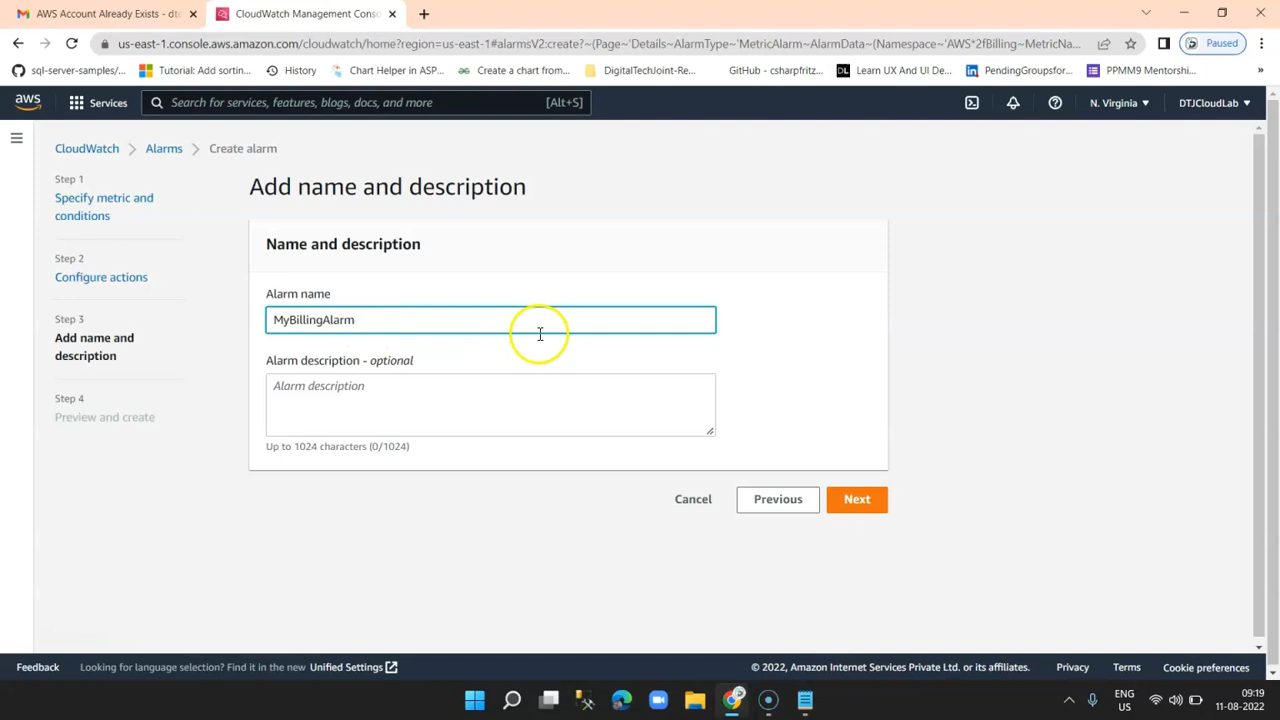 AWS Account Already Exists - dte
CloudWatch Management Conso
us-east-1.console.aws.amazon.com/cloudwatch/home?region=us-east-1#alarmsV2:create?~(Page~'Details~AlarmType~'MetricAlarm~AlarmData~(Namespace~'AWS*2fBilling~MetricNa...
Paused
sql-server-samples/...
Tutorial: Add sortin...
History
Chart Helper in ASP...
Create a chart from...
DigitalTechJoint-Re...
GitHub - csharpfritz...
DL Learn UX And UI De...
PendingGroupsfor...
PPMM9 Mentorshi...
»
aws
Services
Search for services, features, blogs, docs, and more [Alt+S]
N. Virginia
DTJCloudLab
CloudWatch
Alarms
Create alarm
Step 1
Specify metric and
conditions
Step 2
Configure actions
Step 3
Add name and
description
Step 4
Preview and create
Add name and description
Name and description
Alarm name
MyBillingAlarm
Alarm description - optional
Alarm description
Up to 1024 characters (0/1024)
Cancel
Previous
Next
Feedback
Looking for language selection? Find it in the new Unified Settings
© 2022, Amazon Internet Services Private Ltd. or its affiliates.
Privacy
Terms
Cookie preferences
ENG
US
09:19
11-08-2022